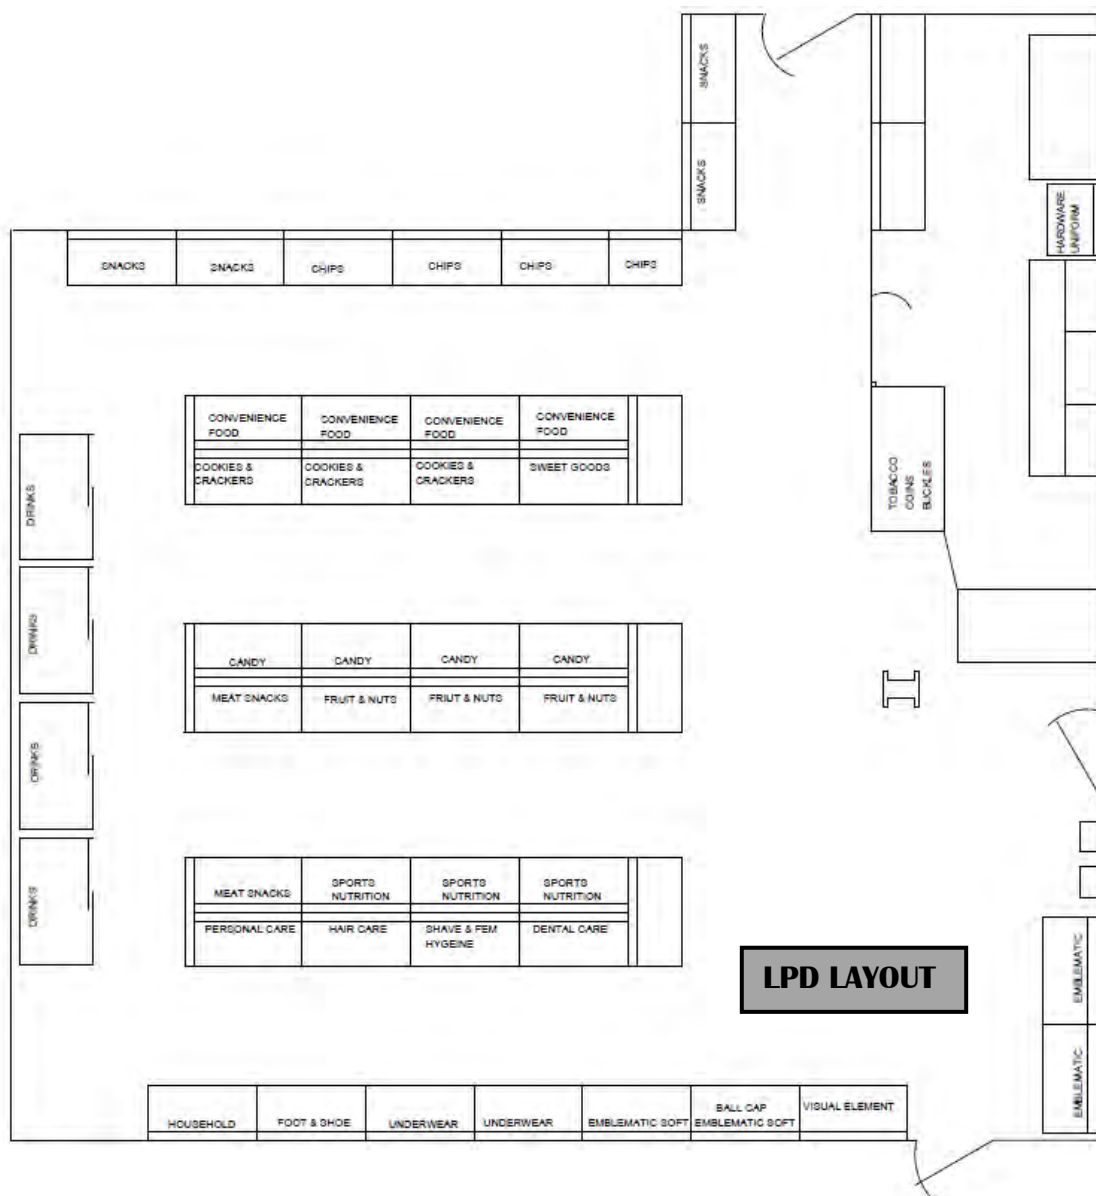 SNACKS
SNACKS
HARDWARE
UNIFORM
SNACKS
SNACKS
CHIPS
CHIPS
CHIPS
CHIPS
CONVENIENCE
FOOD
CONVENIENCE
FOOD
CONVENIENCE
FOOD
CONVENIENCE
FOOD
COOKIES &
CRACKERS
COOKIES &
CRACKERS
COOKIES &
CRACKERS
SWEET GOODS
TOBACCO
COINS
BUCKLES
DRINKS
DRINKS
DRINKS
DRINKS
CANDY
CANDY
CANDY
CANDY
MEAT SNACKS
FRUIT & NUTS
FRIUT & NUTS
FRUIT & NUTS
MEAT SNACKS
SPORTS
NUTRITION
SPORTS
NUTRITION
SPORTS
NUTRITION
PERSONAL CARE
HAIR CARE
SHAVE & FEM
HYGEINE
DENTAL CARE
LPD LAYOUT
EMBLEMATIC
EMBLEMATIC
HOUSEHOLD
FOOT & SHOE
UNDERWEAR
UNDERWEAR
EMBLEMATIC SOFT
BALL CAP
EMBLEMATIC SOFT
VISUAL ELEMENT